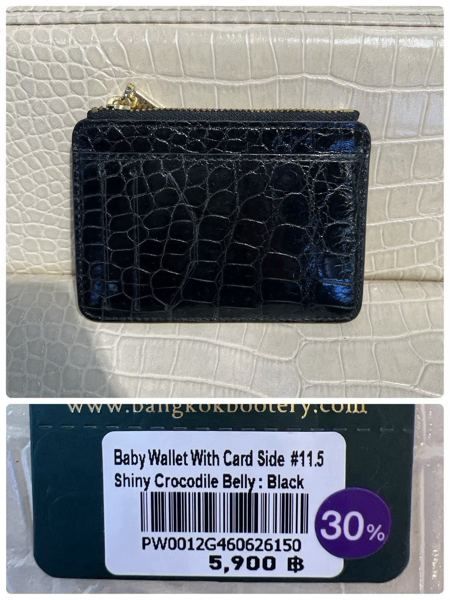 www.bangkokbootery.com
Baby Wallet With Card Side #11.5
Shiny Crocodile Belly : Black
30%
PW0012G460626150
5,900 ฿